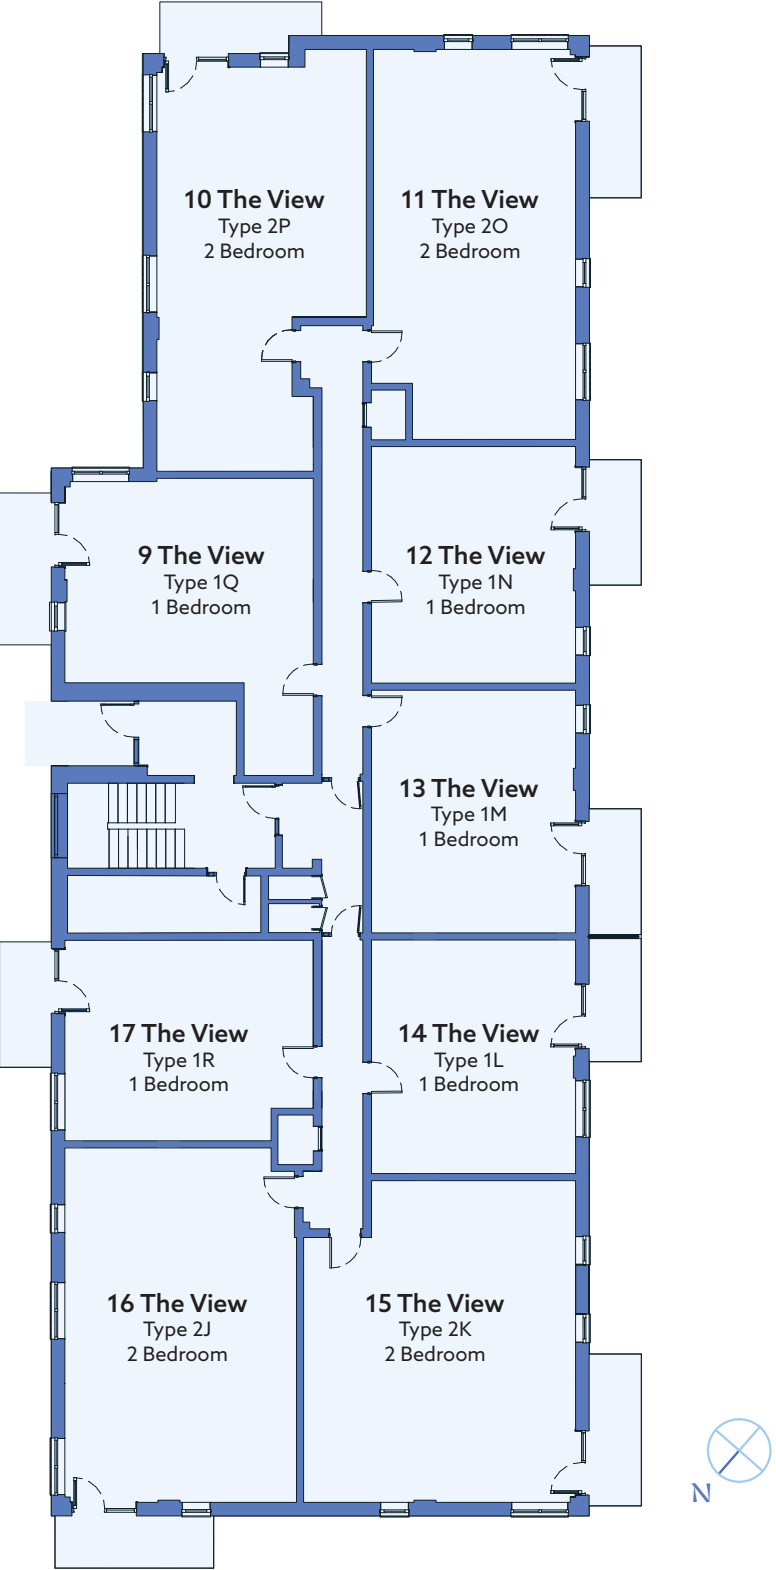 10 The View
Type 2P
2 Bedroom
11 The View
Type 2O
2 Bedroom
9 The View
Type 1Q
1 Bedroom
12 The View
Type 1N
1 Bedroom
13 The View
Type 1M
1 Bedroom
17 The View
Type 1R
1 Bedroom
14 The View
Type 1L
1 Bedroom
16 The View
Type 2J
2 Bedroom
15 The View
Type 2K
2 Bedroom
N